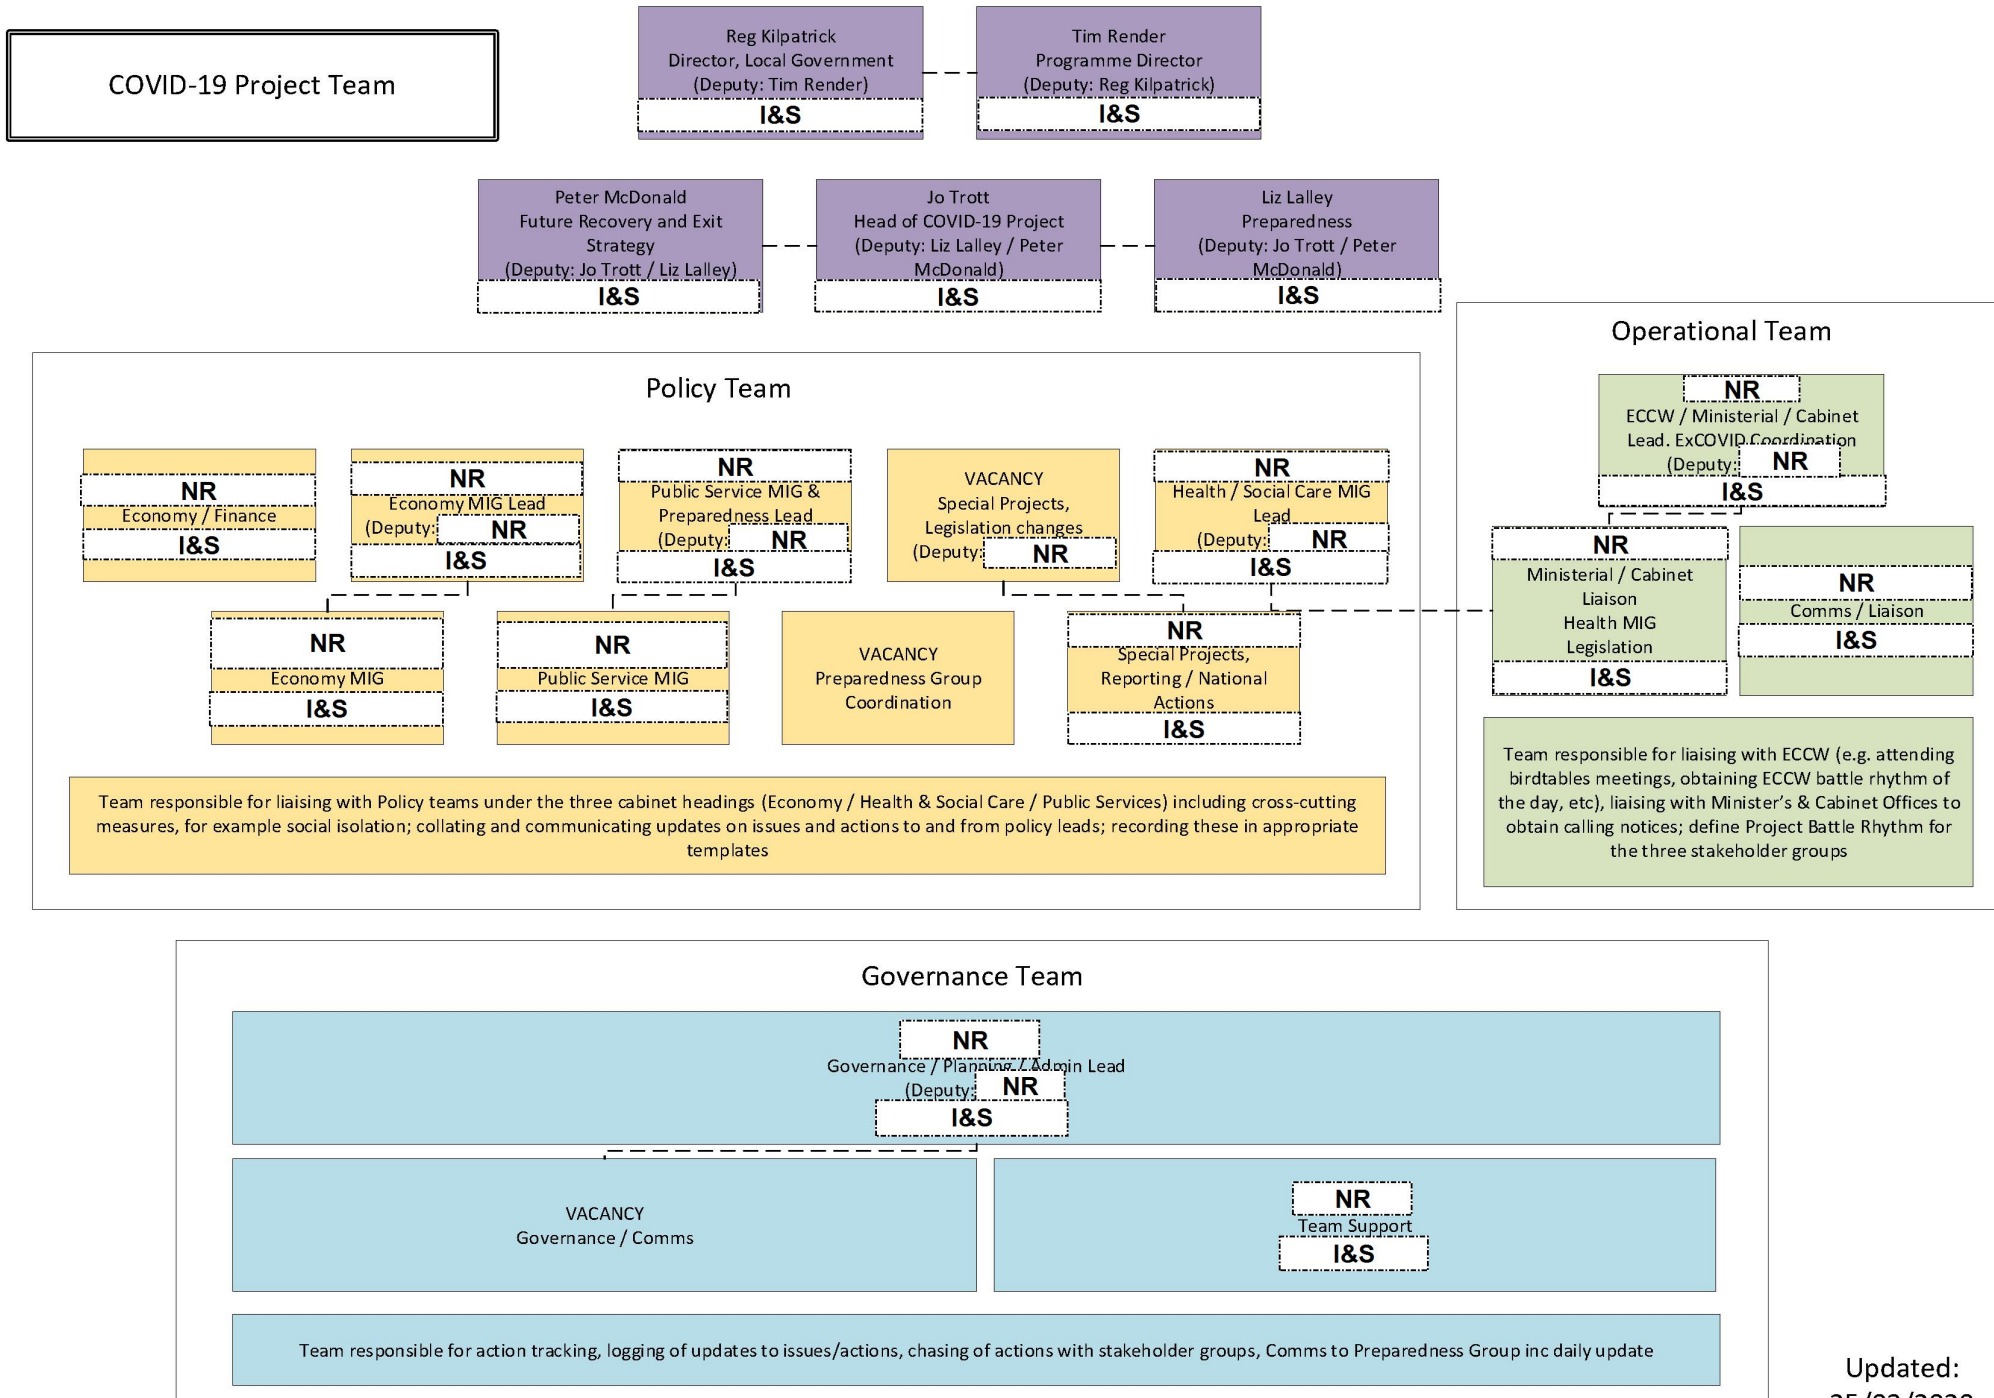 COVID-19 Project Team
Reg Kilpatrick
Director, Local Government
(Deputy: Tim Render)
I&S
Tim Render
Programme Director
(Deputy: Reg Kilpatrick)
I&S
Peter McDonald
Future Recovery and Exit
Strategy
(Deputy: Jo Trott / Liz Lalley)
I&S
Jo Trott
Head of COVID-19 Project
(Deputy: Liz Lalley / Peter
McDonald)
I&S
Liz Lalley
Preparedness
(Deputy: Jo Trott / Peter
McDonald)
I&S
Policy Team
NR
Economy / Finance
I&S
NR
Economy MIG Lead
(Deputy: NR
I&S
NR
Public Service MIG &
Preparedness Lead
(Deputy: NR
I&S
VACANCY
Special Projects,
Legislation changes
(Deputy: NR
NR
Health / Social Care MIG
Lead
(Deputy: NR
I&S
NR
Economy MIG
I&S
NR
Public Service MIG
I&S
VACANCY
Preparedness Group
Coordination
NR
Special Projects,
Reporting / National
Actions
I&S
Team responsible for liaising with Policy teams under the three cabinet headings (Economy / Health & Social Care / Public Services) including cross-cutting
measures, for example social isolation; collating and communicating updates on issues and actions to and from policy leads; recording these in appropriate
templates
Operational Team
NR
ECCW / Ministerial / Cabinet
Lead. ExCOVID Coordination
(Deputy: NR
I&S
NR
Ministerial / Cabinet
Liaison
Health MIG
Legislation
I&S
NR
Comms / Liaison
I&S
Team responsible for liaising with ECCW (e.g. attending
birdtables meetings, obtaining ECCW battle rhythm of
the day, etc), liaising with Minister’s & Cabinet Offices to
obtain calling notices; define Project Battle Rhythm for
the three stakeholder groups
Governance Team
NR
Governance / Planning / Admin Lead
(Deputy: NR
I&S
VACANCY
Governance / Comms
NR
Team Support
I&S
Team responsible for action tracking, logging of updates to issues/actions, chasing of actions with stakeholder groups, Comms to Preparedness Group inc daily update
Updated: